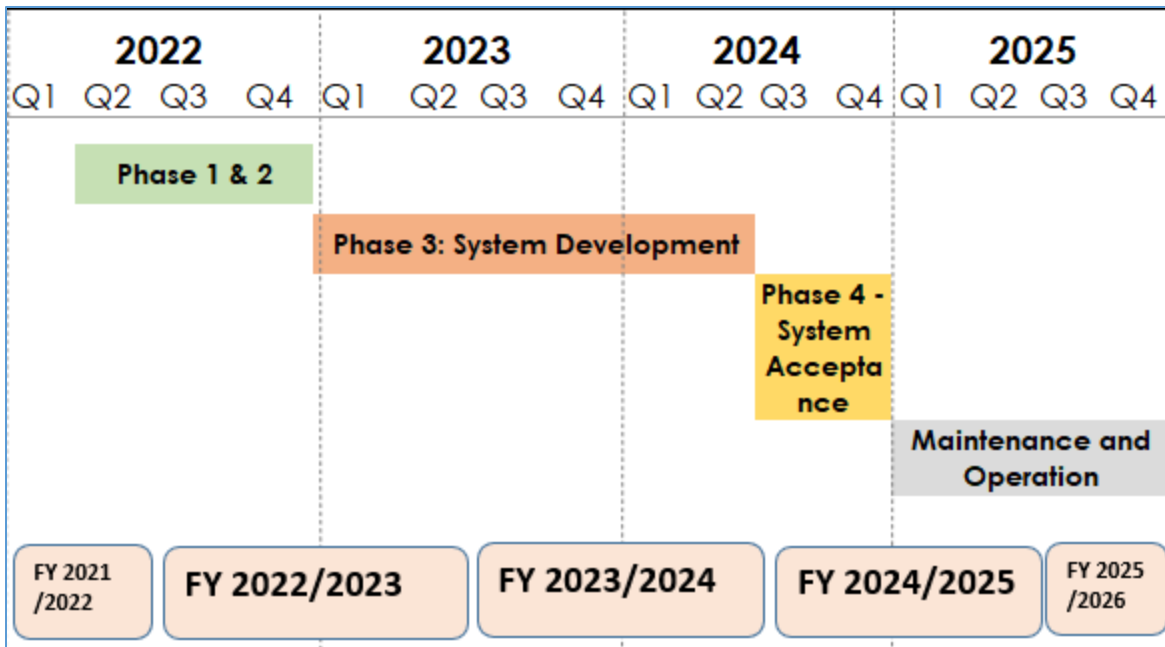 2022 2023 2024 2025
Q1 Q2 Q3 Q4 Q1 Q2 Q3 Q4 Q1 Q2 Q3 Q4 Q1 Q2 Q3 Q4
Phase 1 & 2
Phase 3: System Development
Phase 4 -
System
Accepta
nce
Maintenance and
Operation
FY 2021
/2022
FY 2022/2023
FY 2023/2024
FY 2024/2025
FY 2025
/2026